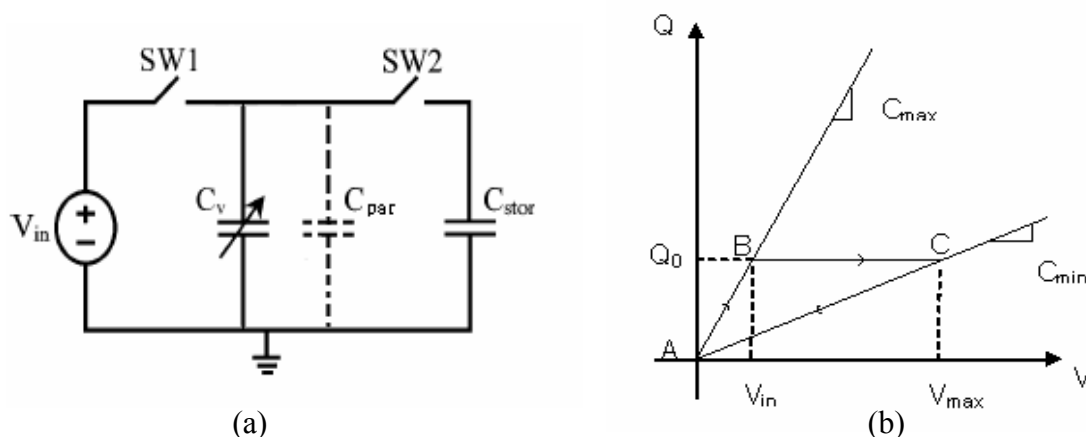 SW1
SW2
V_in
+
−
C_v
C_par
C_stor
(a)
Q
C_max
B
C
Q_0
C_min
A
V_in
V_max
V
(b)